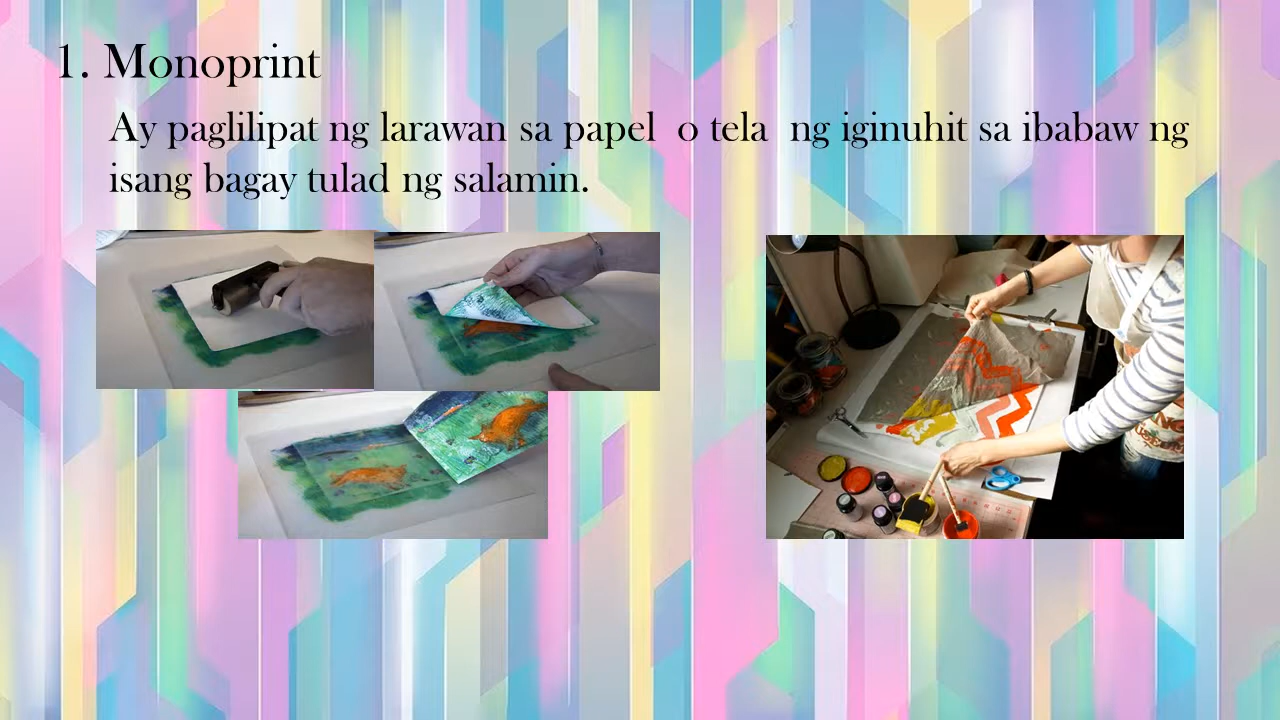 1. Monoprint
Ay paglilipat ng larawan sa papel  o tela  ng iginuhit sa ibabaw ng
isang bagay tulad ng salamin.